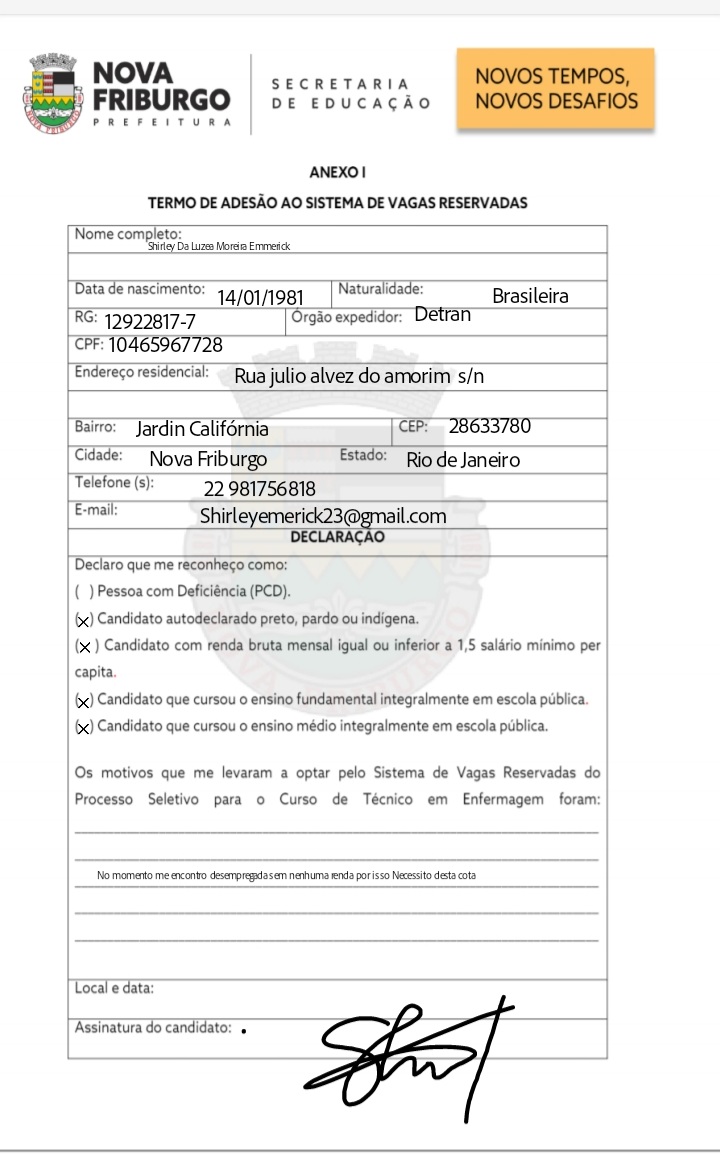 NOVA
FRIBURGO
PREFEITURA
SECRETARIA
DE EDUCAÇÃO
NOVOS TEMPOS,
NOVOS DESAFIOS
ANEXO I
TERMO DE ADESÃO AO SISTEMA DE VAGAS RESERVADAS
Nome completo:
Shirley Da Luzea Moreira Emmerick
Data de nascimento: 14/01/1981 Naturalidade: Brasileira
RG: 12922817-7 Órgão expedidor: Detran
CPF: 10465967728
Endereço residencial: Rua julio alvez do amorim s/n
Bairro: Jardin Califórnia CEP: 28633780
Cidade: Nova Friburgo Estado: Rio de Janeiro
Telefone (s): 22 981756818
E-mail: Shirleyemerick23@gmail.com
DECLARAÇÃO
Declaro que me reconheço como:
( ) Pessoa com Deficiência (PCD).
(x) Candidato autodeclarado preto, pardo ou indígena.
(x ) Candidato com renda bruta mensal igual ou inferior a 1,5 salário mínimo per
capita.
(x) Candidato que cursou o ensino fundamental integralmente em escola pública.
(x) Candidato que cursou o ensino médio integralmente em escola pública.
Os motivos que me levaram a optar pelo Sistema de Vagas Reservadas do
Processo Seletivo para o Curso de Técnico em Enfermagem foram:
No momento me encontro desempregada sem nenhuma renda por isso Necessito desta cota
Local e data:
Assinatura do candidato: .